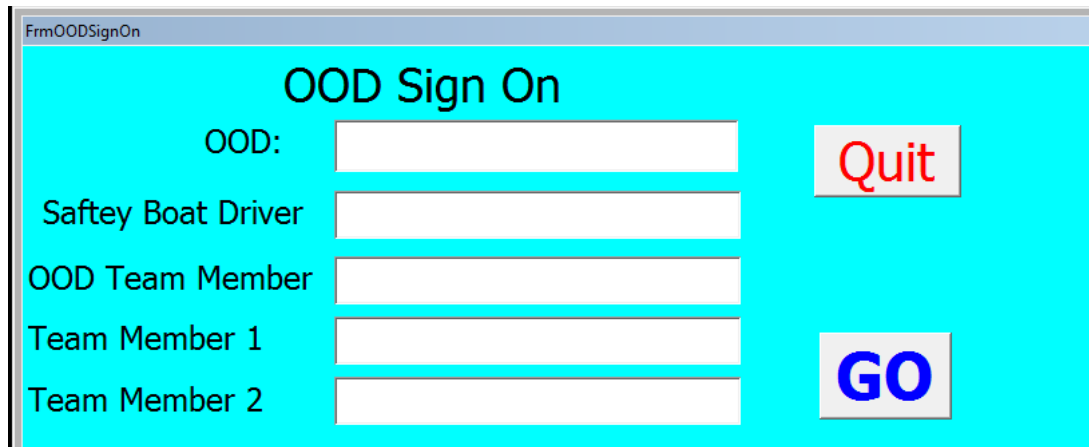 FrmOODSignOn
OOD Sign On
OOD:
Quit
Saftey Boat Driver
OOD Team Member
Team Member 1
GO
Team Member 2